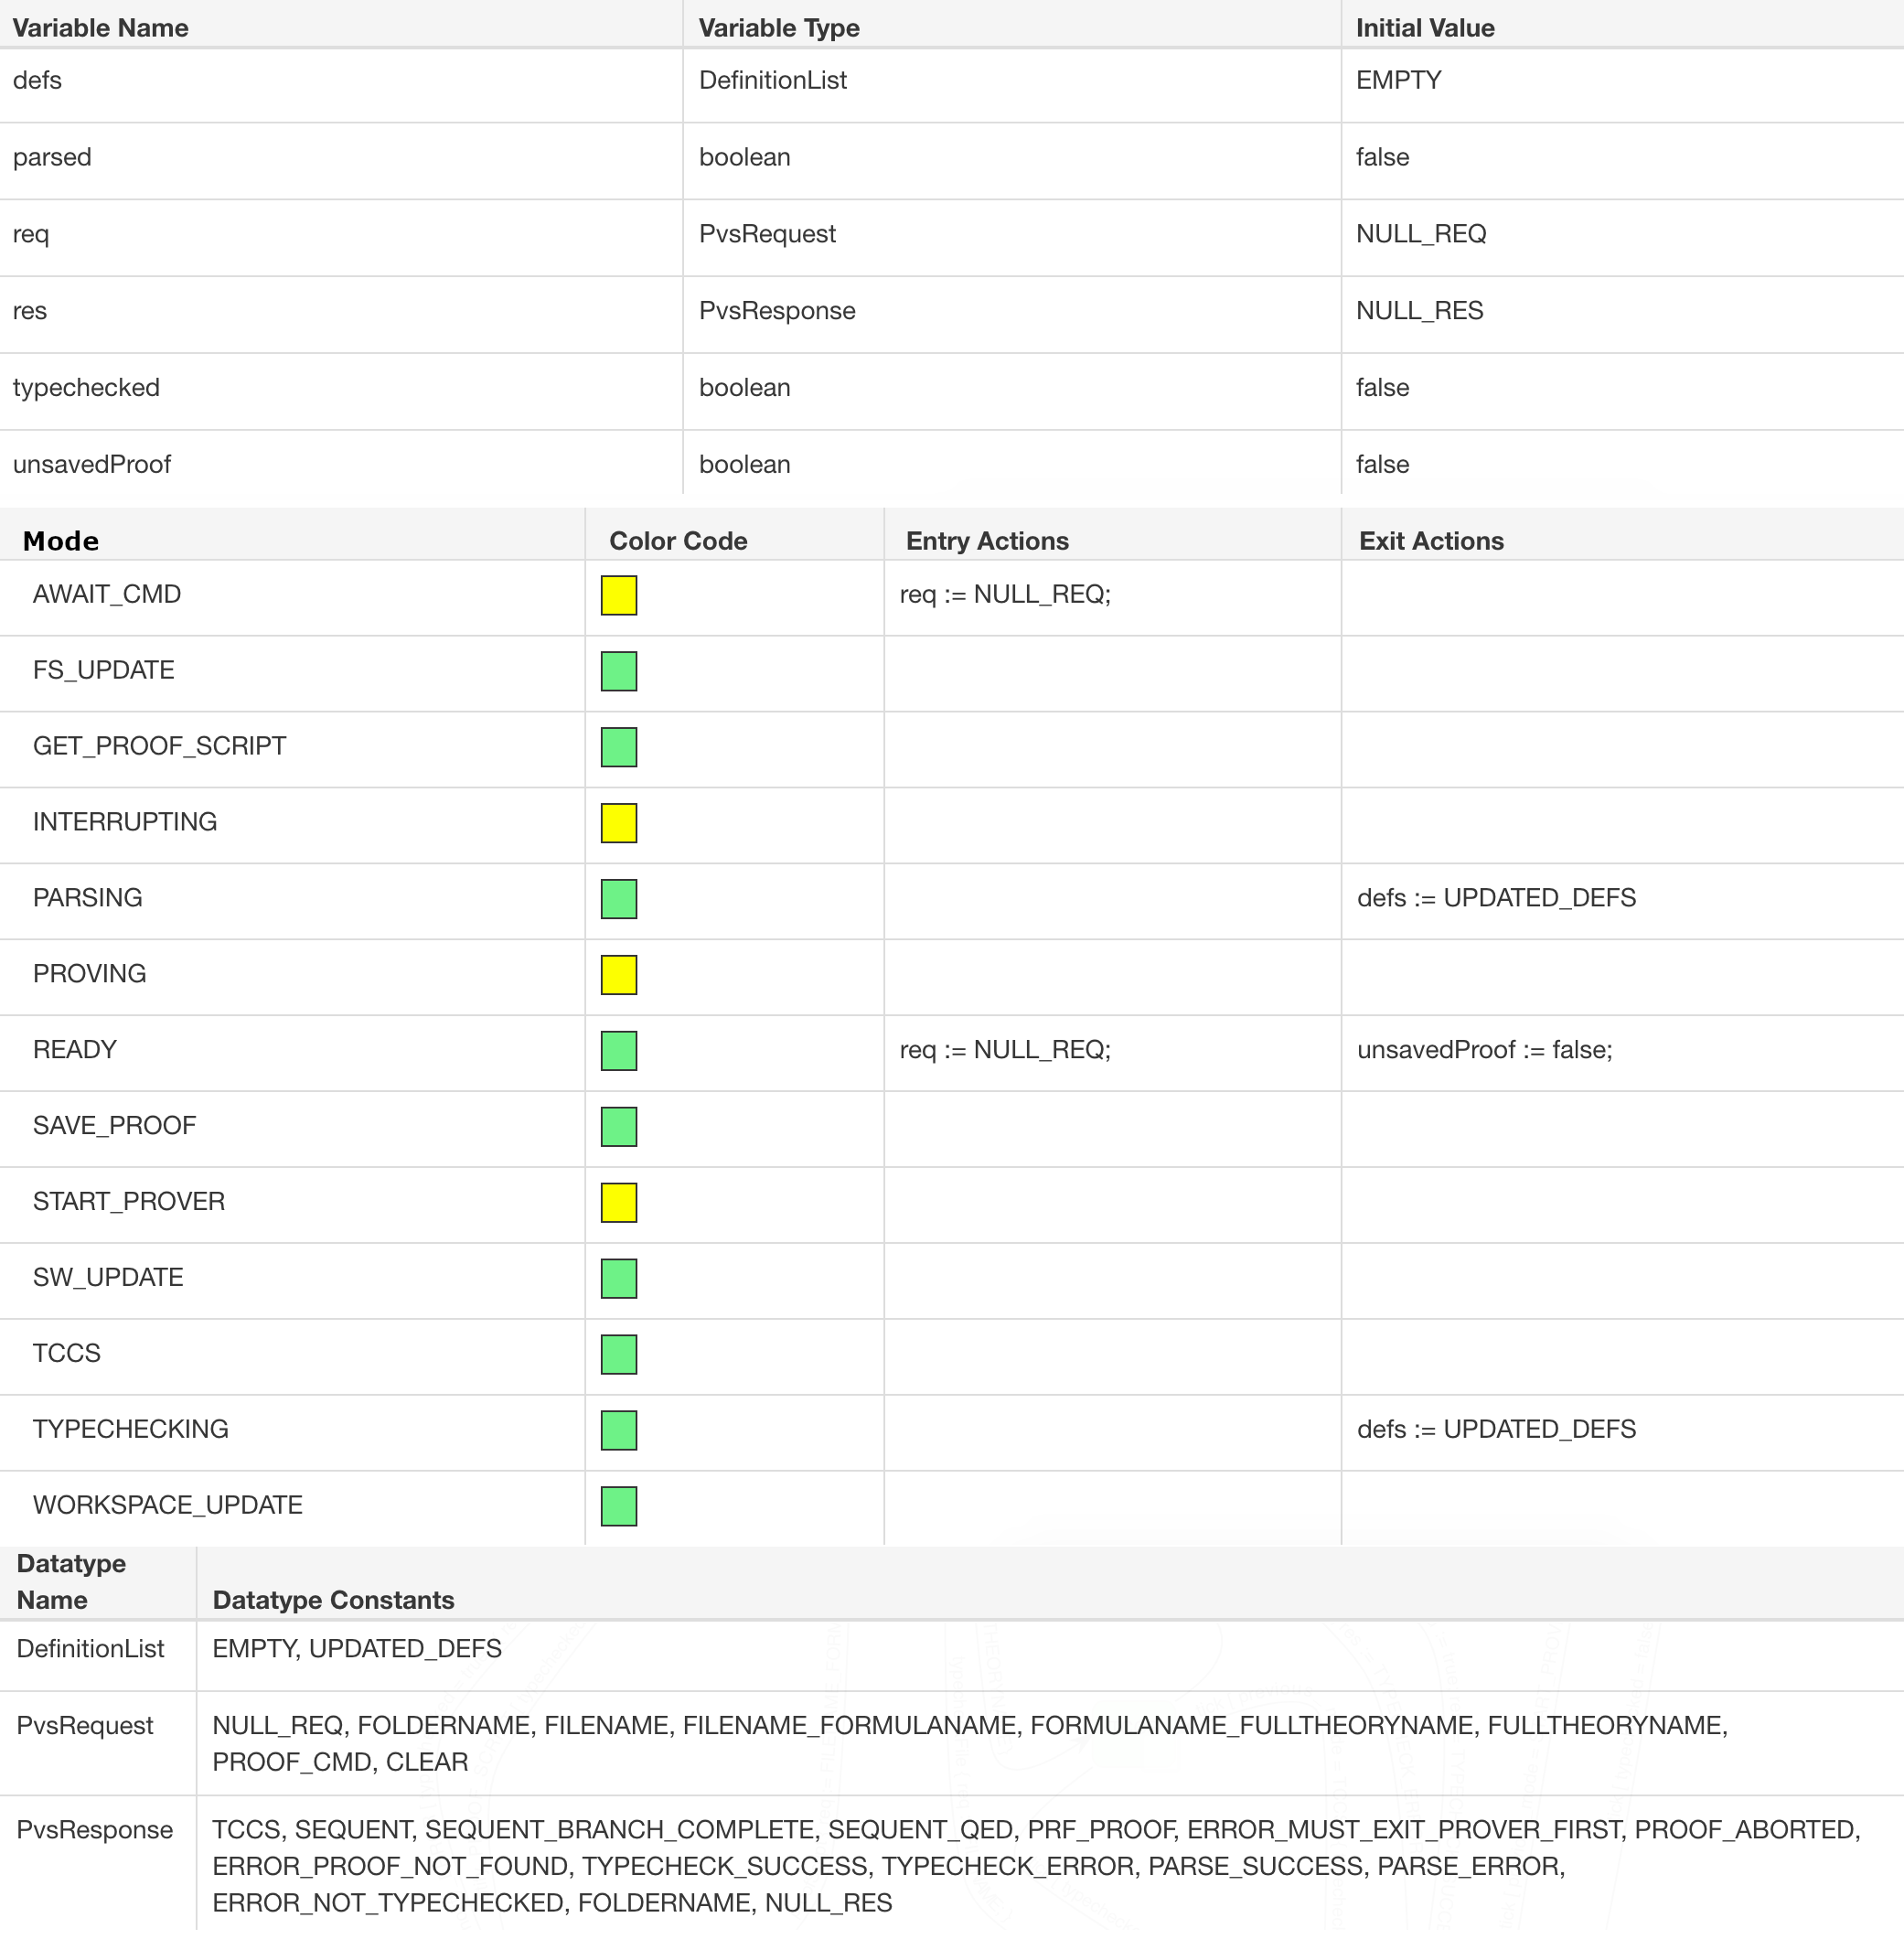 Variable Name Variable Type Initial Value
defs DefinitionList EMPTY
parsed boolean false
req PvsRequest NULL_REQ
res PvsResponse NULL_RES
typechecked boolean false
unsavedProof boolean false
Mode Color Code Entry Actions Exit Actions
AWAIT_CMD req := NULL_REQ;
FS_UPDATE
GET_PROOF_SCRIPT
INTERRUPTING
PARSING defs := UPDATED_DEFS
PROVING
READY req := NULL_REQ; unsavedProof := false;
SAVE_PROOF
START_PROVER
SW_UPDATE
TCCS
TYPECHECKING defs := UPDATED_DEFS
WORKSPACE_UPDATE
Datatype
Name Datatype Constants
DefinitionList EMPTY, UPDATED_DEFS
PvsRequest NULL_REQ, FOLDERNAME, FILENAME, FILENAME_FORMULANAME, FORMULANAME_FULLTHEORYNAME, FULLTHEORYNAME,
PROOF_CMD, CLEAR
PvsResponse TCCS, SEQUENT, SEQUENT_BRANCH_COMPLETE, SEQUENT_QED, PRF_PROOF, ERROR_MUST_EXIT_PROVER_FIRST, PROOF_ABORTED,
ERROR_PROOF_NOT_FOUND, TYPECHECK_SUCCESS, TYPECHECK_ERROR, PARSE_SUCCESS, PARSE_ERROR,
ERROR_NOT_TYPECHECKED, FOLDERNAME, NULL_RES